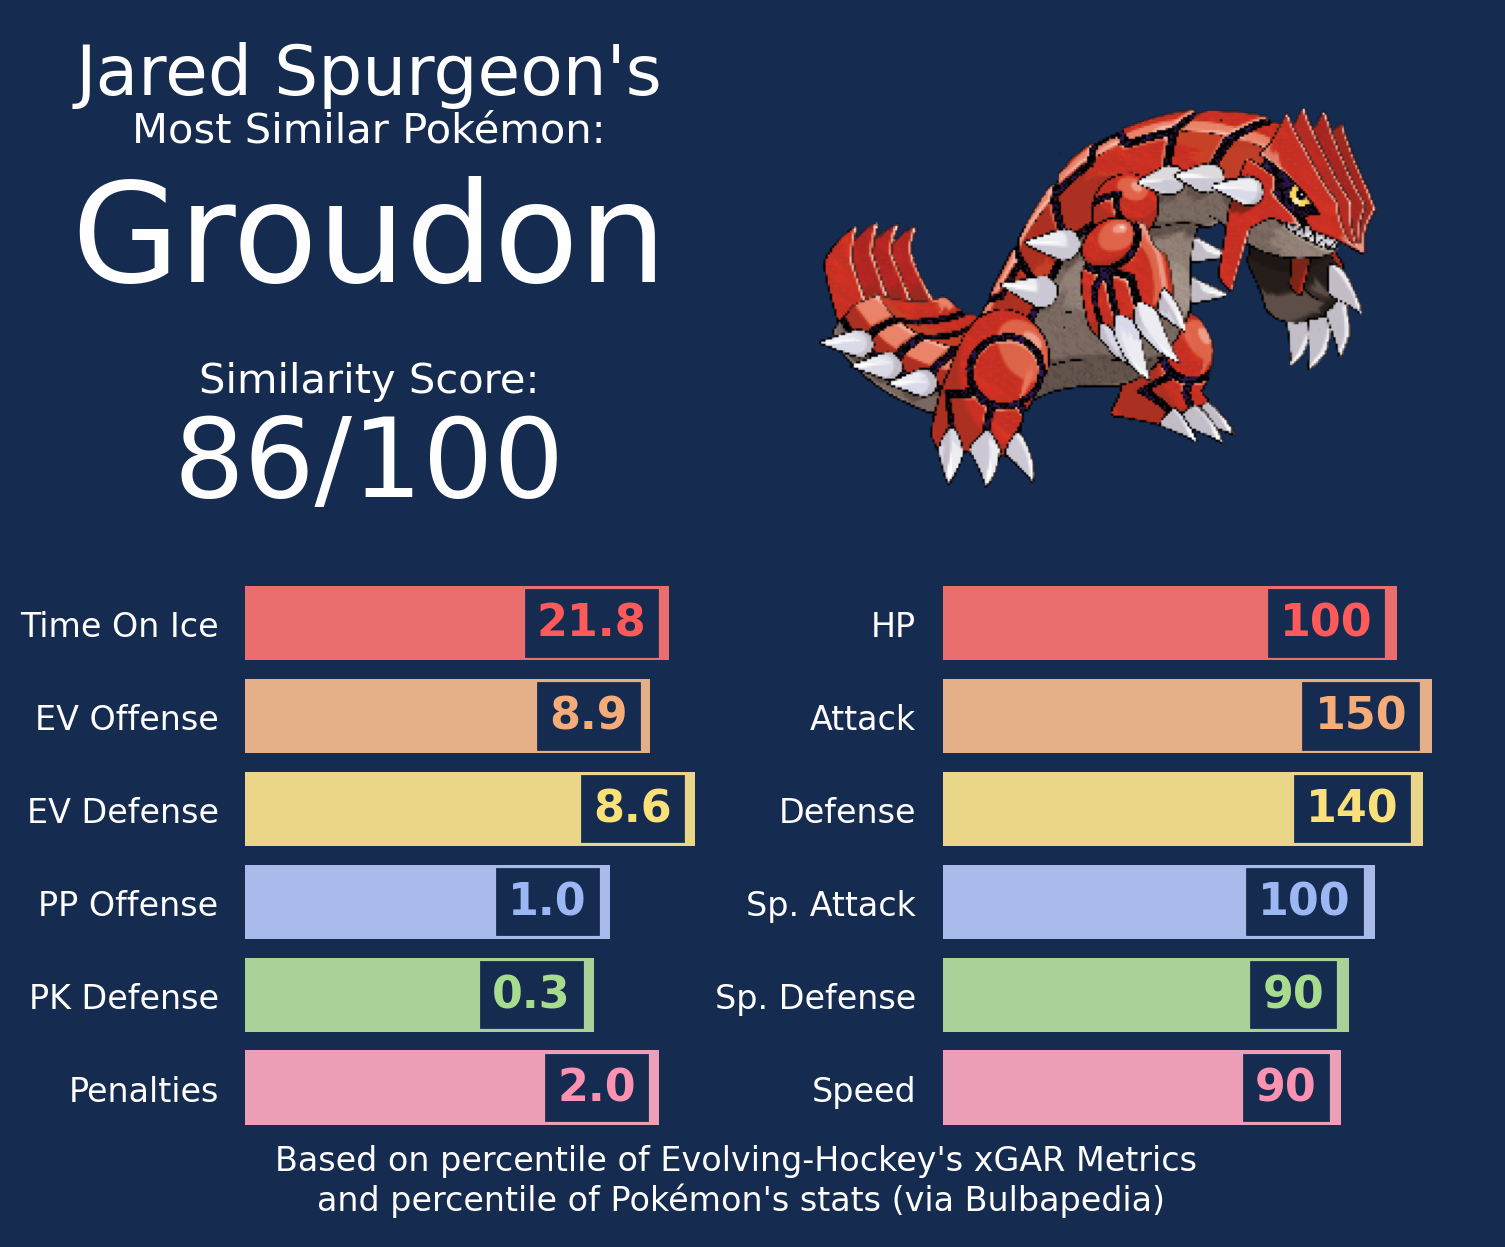 Jared Spurgeon's
Most Similar Pokémon:
Groudon
Similarity Score:
86/100
Time On Ice 21.8
EV Offense 8.9
EV Defense 8.6
PP Offense 1.0
PK Defense 0.3
Penalties 2.0
HP 100
Attack 150
Defense 140
Sp. Attack 100
Sp. Defense 90
Speed 90
Based on percentile of Evolving-Hockey's xGAR Metrics
and percentile of Pokémon's stats (via Bulbapedia)